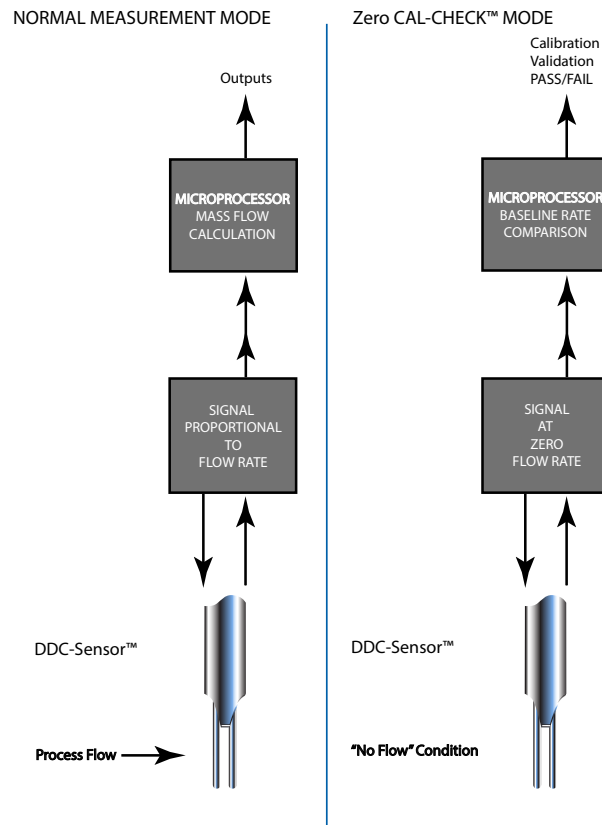 NORMAL MEASUREMENT MODE
Outputs
MICROPROCESSOR
MASS FLOW
CALCULATION
SIGNAL
PROPORTIONAL
TO
FLOW RATE
DDC-Sensor™
Process Flow
Zero CAL-CHECK™ MODE
Calibration
Validation
PASS/FAIL
MICROPROCESSOR
BASELINE RATE
COMPARISON
SIGNAL
AT
ZERO
FLOW RATE
DDC-Sensor™
"No Flow" Condition